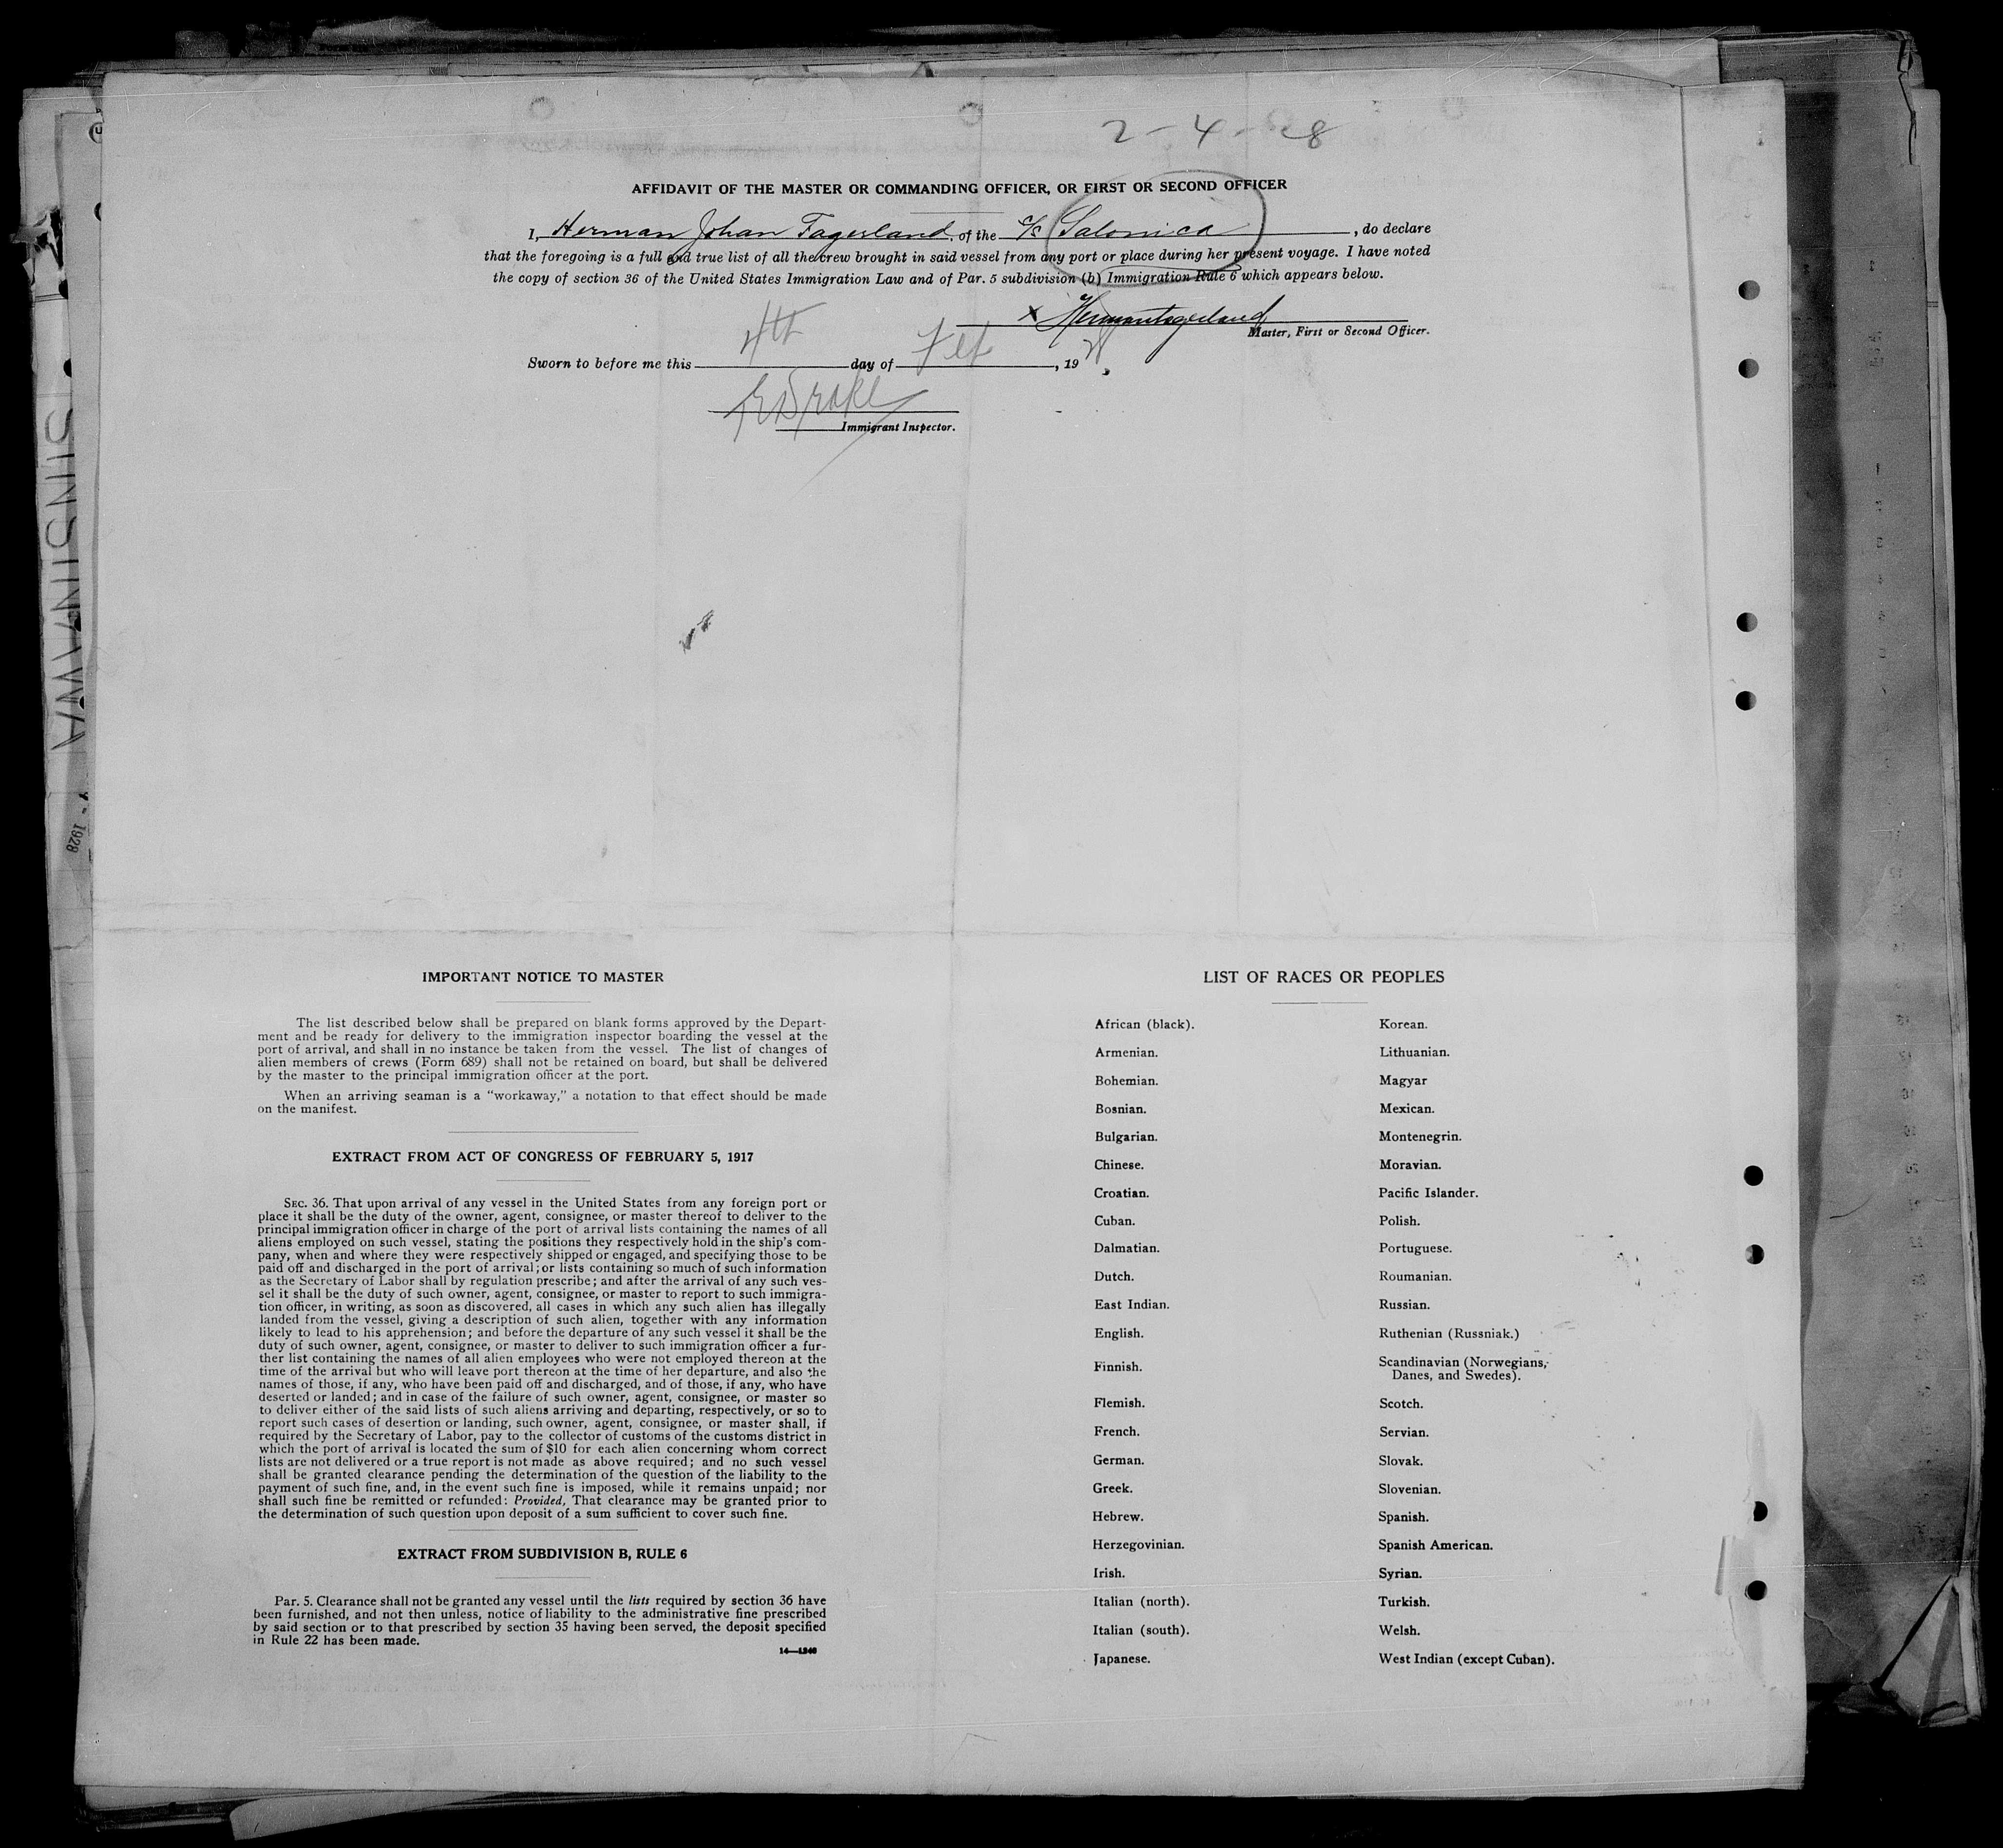 2-4-28
AFFIDAVIT OF THE MASTER OR COMMANDING OFFICER, OR FIRST OR SECOND OFFICER
I, Herman Johan Fagerland, of the S/S Salonica, do declare
that the foregoing is a full and true list of all the crew brought in said vessel from any port or place during her present voyage. I have noted
the copy of section 36 of the United States Immigration Law and of Par. 5 subdivision (b) Immigration Rule 6 which appears below.
x Herman Fagerland
Master, First or Second Officer.
Sworn to before me this 4th day of Feb, 1928.
Drake
Immigrant Inspector.
1928
IMPORTANT NOTICE TO MASTER
The list described below shall be prepared on blank forms approved by the Depart-
ment and be ready for delivery to the immigration inspector boarding the vessel at the
port of arrival, and shall in no instance be taken from the vessel. The list of changes of
alien members of crews (Form 689) shall not be retained on board, but shall be delivered
by the master to the principal immigration officer at the port.
When an arriving seaman is a "workaway," a notation to that effect should be made
on the manifest.
EXTRACT FROM ACT OF CONGRESS OF FEBRUARY 5, 1917
SEC. 36. That upon arrival of any vessel in the United States from any foreign port or
place it shall be the duty of the owner, agent, consignee, or master thereof to deliver to the
principal immigration officer in charge of the port of arrival lists containing the names of all
aliens employed on such vessel, stating the positions they respectively hold in the ship's com-
pany, when and where they were respectively shipped or engaged, and specifying those to be
paid off and discharged in the port of arrival; or lists containing so much of such information
as the Secretary of Labor shall by regulation prescribe; and after the arrival of any such ves-
sel it shall be the duty of such owner, agent, consignee, or master to report to such immigra-
tion officer, in writing, as soon as discovered, all cases in which any such alien has illegally
landed from the vessel, giving a description of such alien, together with any information
likely to lead to his apprehension; and before the departure of any such vessel it shall be the
duty of such owner, agent, consignee, or master to deliver to such immigration officer a fur-
ther list containing the names of all alien employees who were not employed thereon at the
time of the arrival but who will leave port thereon at the time of her departure, and also the
names of those, if any, who have been paid off and discharged, and of those, if any, who have
deserted or landed; and in case of the failure of such owner, agent, consignee, or master so
to deliver either of the said lists of such aliens arriving and departing, respectively, or so to
report such cases of desertion or landing, such owner, agent, consignee, or master shall, if
required by the Secretary of Labor, pay to the collector of customs of the customs district in
which the port of arrival is located the sum of $10 for each alien concerning whom correct
lists are not delivered or a true report is not made as above required; and no such vessel
shall be granted clearance pending the determination of the question of the liability to the
payment of such fine, and, in the event such fine is imposed, while it remains unpaid; nor
shall such fine be remitted or refunded: Provided, That clearance may be granted prior to
the determination of such question upon deposit of a sum sufficient to cover such fine.
EXTRACT FROM SUBDIVISION B, RULE 6
Par. 5. Clearance shall not be granted any vessel until the lists required by section 36 have
been furnished, and not then unless, notice of liability to the administrative fine prescribed
by said section or to that prescribed by section 35 having been served, the deposit specified
in Rule 22 has been made.
14—1240
LIST OF RACES OR PEOPLES
African (black).
Armenian.
Bohemian.
Bosnian.
Bulgarian.
Chinese.
Croatian.
Cuban.
Dalmatian.
Dutch.
East Indian.
English.
Finnish.
Flemish.
French.
German.
Greek.
Hebrew.
Herzegovinian.
Irish.
Italian (north).
Italian (south).
Japanese.
Korean.
Lithuanian.
Magyar
Mexican.
Montenegrin.
Moravian.
Pacific Islander.
Polish.
Portuguese.
Roumanian.
Russian.
Ruthenian (Russniak.)
Scandinavian (Norwegians,
Danes, and Swedes).
Scotch.
Servian.
Slovak.
Slovenian.
Spanish.
Spanish American.
Syrian.
Turkish.
Welsh.
West Indian (except Cuban).